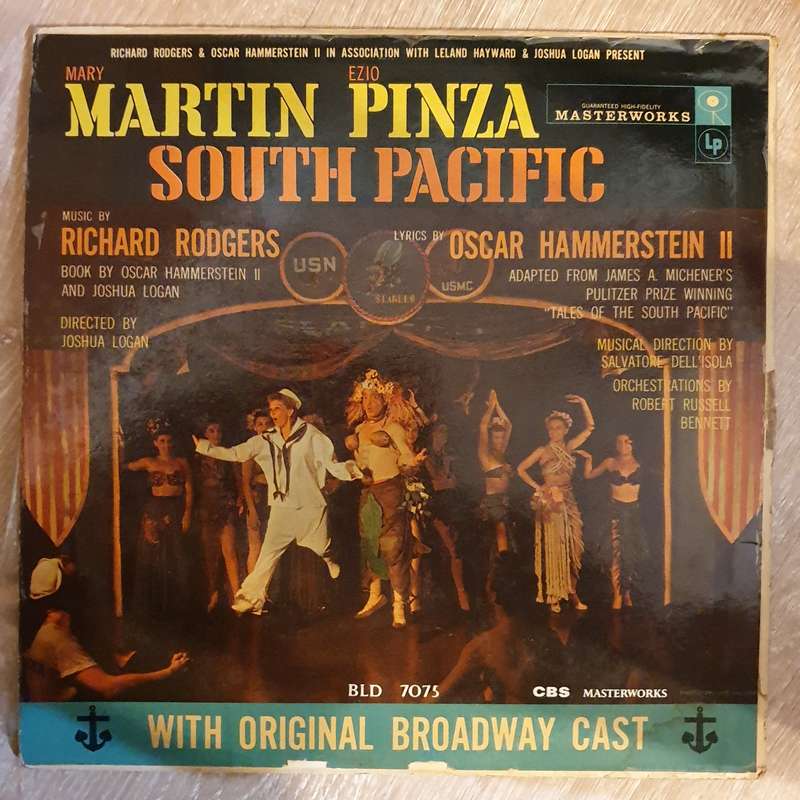 RICHARD RODGERS & OSCAR HAMMERSTEIN II IN ASSOCIATION WITH LELAND HAYWARD & JOSHUA LOGAN PRESENT
MARY EZIO
MARTIN PINZA
GUARANTEED HIGH-FIDELITY
MASTERWORKS
Lp
SOUTH PACIFIC
MUSIC BY
RICHARD RODGERS
LYRICS BY OSCAR HAMMERSTEIN II
BOOK BY OSCAR HAMMERSTEIN II
AND JOSHUA LOGAN
ADAPTED FROM JAMES A. MICHENER'S
PULITZER PRIZE WINNING
"TALES OF THE SOUTH PACIFIC"
DIRECTED BY
JOSHUA LOGAN
MUSICAL DIRECTION BY
SALVATORE DELL'ISOLA
ORCHESTRATIONS BY
ROBERT RUSSELL
BENNETT
USN
SEABEES
USMC
BLD 7075
CBS MASTERWORKS
WITH ORIGINAL BROADWAY CAST